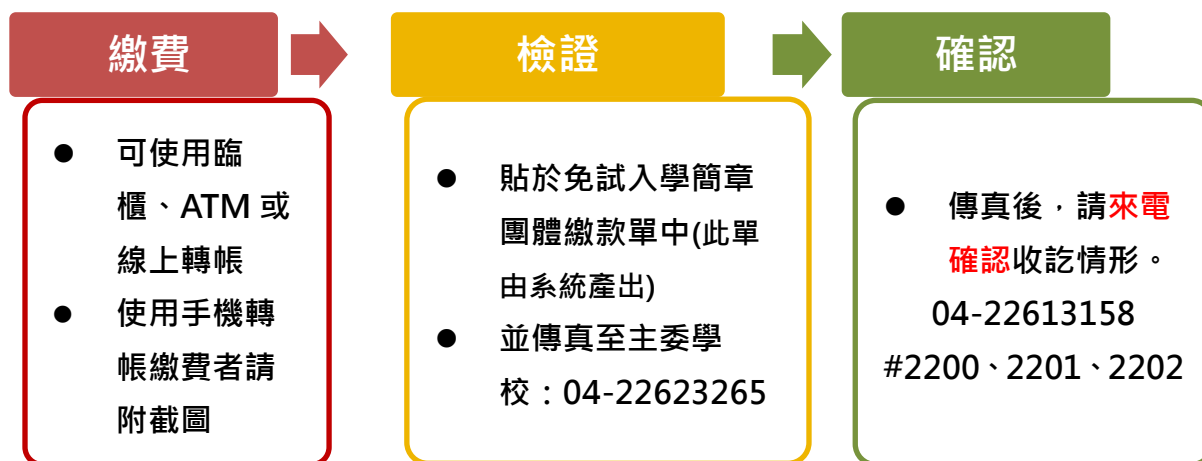 繳費
● 可使用臨
櫃、ATM 或
線上轉帳
● 使用手機轉
帳繳費者請
附截圖
檢證
● 貼於免試入學簡章
團體繳款單中(此單
由系統產出)
● 並傳真至主委學
校：04-22623265
確認
● 傳真後，請來電
確認收訖情形。
04-22613158
#2200、2201、2202